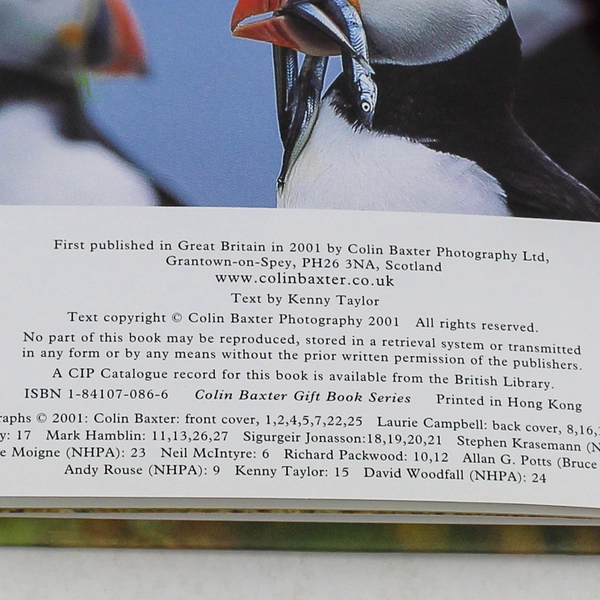 First published in Great Britain in 2001 by Colin Baxter Photography Ltd,
Grantown-on-Spey, PH26 3NA, Scotland
www.colinbaxter.co.uk
Text by Kenny Taylor
Text copyright © Colin Baxter Photography 2001 All rights reserved.
No part of this book may be reproduced, stored in a retrieval system or transmitted
in any form or by any means without the prior written permission of the publishers.
A CIP Catalogue record for this book is available from the British Library.
ISBN 1-84107-086-6 Colin Baxter Gift Book Series Printed in Hong Kong
raphs © 2001: Colin Baxter: front cover, 1,2,4,5,7,22,25 Laurie Campbell: back cover, 8,16,
y: 17 Mark Hamblin: 11,13,26,27 Sigurgeir Jonasson:18,19,20,21 Stephen Krasemann (N
e Moigne (NHPA): 23 Neil McIntyre: 6 Richard Packwood: 10,12 Allan G. Potts (Bruce
Andy Rouse (NHPA): 9 Kenny Taylor: 15 David Woodfall (NHPA): 24